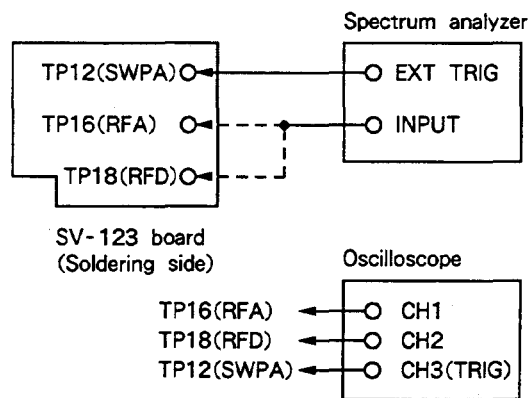 Spectrum analyzer
TP12(SWPA)
EXT TRIG
TP16(RFA)
INPUT
TP18(RFD)
SV-123 board
(Soldering side)
Oscilloscope
TP16(RFA)
CH1
TP18(RFD)
CH2
TP12(SWPA)
CH3(TRIG)